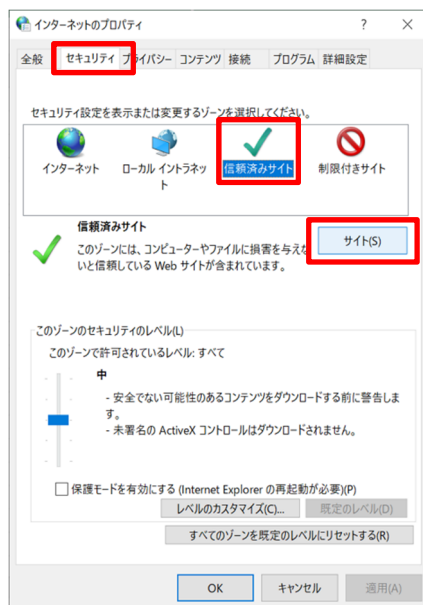 インターネットのプロパティ
?
×
全般 セキュリティ プライバシー コンテンツ 接続 プログラム 詳細設定
セキュリティ設定を表示または変更するゾーンを選択してください。
インターネット
ローカル イントラネッ
ト
信頼済みサイト
制限付きサイト
信頼済みサイト
このゾーンには、コンピューターやファイルに損害を与えな
いと信頼している Web サイトが含まれています。
サイト(S)
このゾーンのセキュリティのレベル(L)
このゾーンで許可されているレベル: すべて
中
- 安全でない可能性のあるコンテンツをダウンロードする前に警告しま
す。
- 未署名の ActiveX コントロールはダウンロードされません。
保護モードを有効にする (Internet Explorer の再起動が必要)(P)
レベルのカスタマイズ(C)... 既定のレベル(D)
すべてのゾーンを既定のレベルにリセットする(R)
OK キャンセル 適用(A)